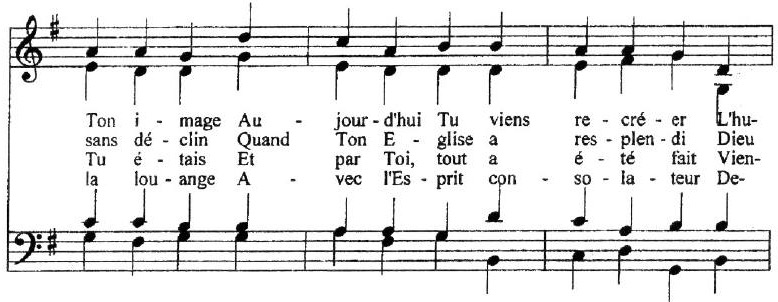 Ton i - mage Au - jour - d'hui Tu viens re - cré - er L'hu-
sans dé - clin Quand Ton E - glise a res - plen - di Dieu
Tu é - tais Et par Toi, tout a é - té fait Vien-
la lou - ange A - vec l'Es - prit con - so - la - teur De-